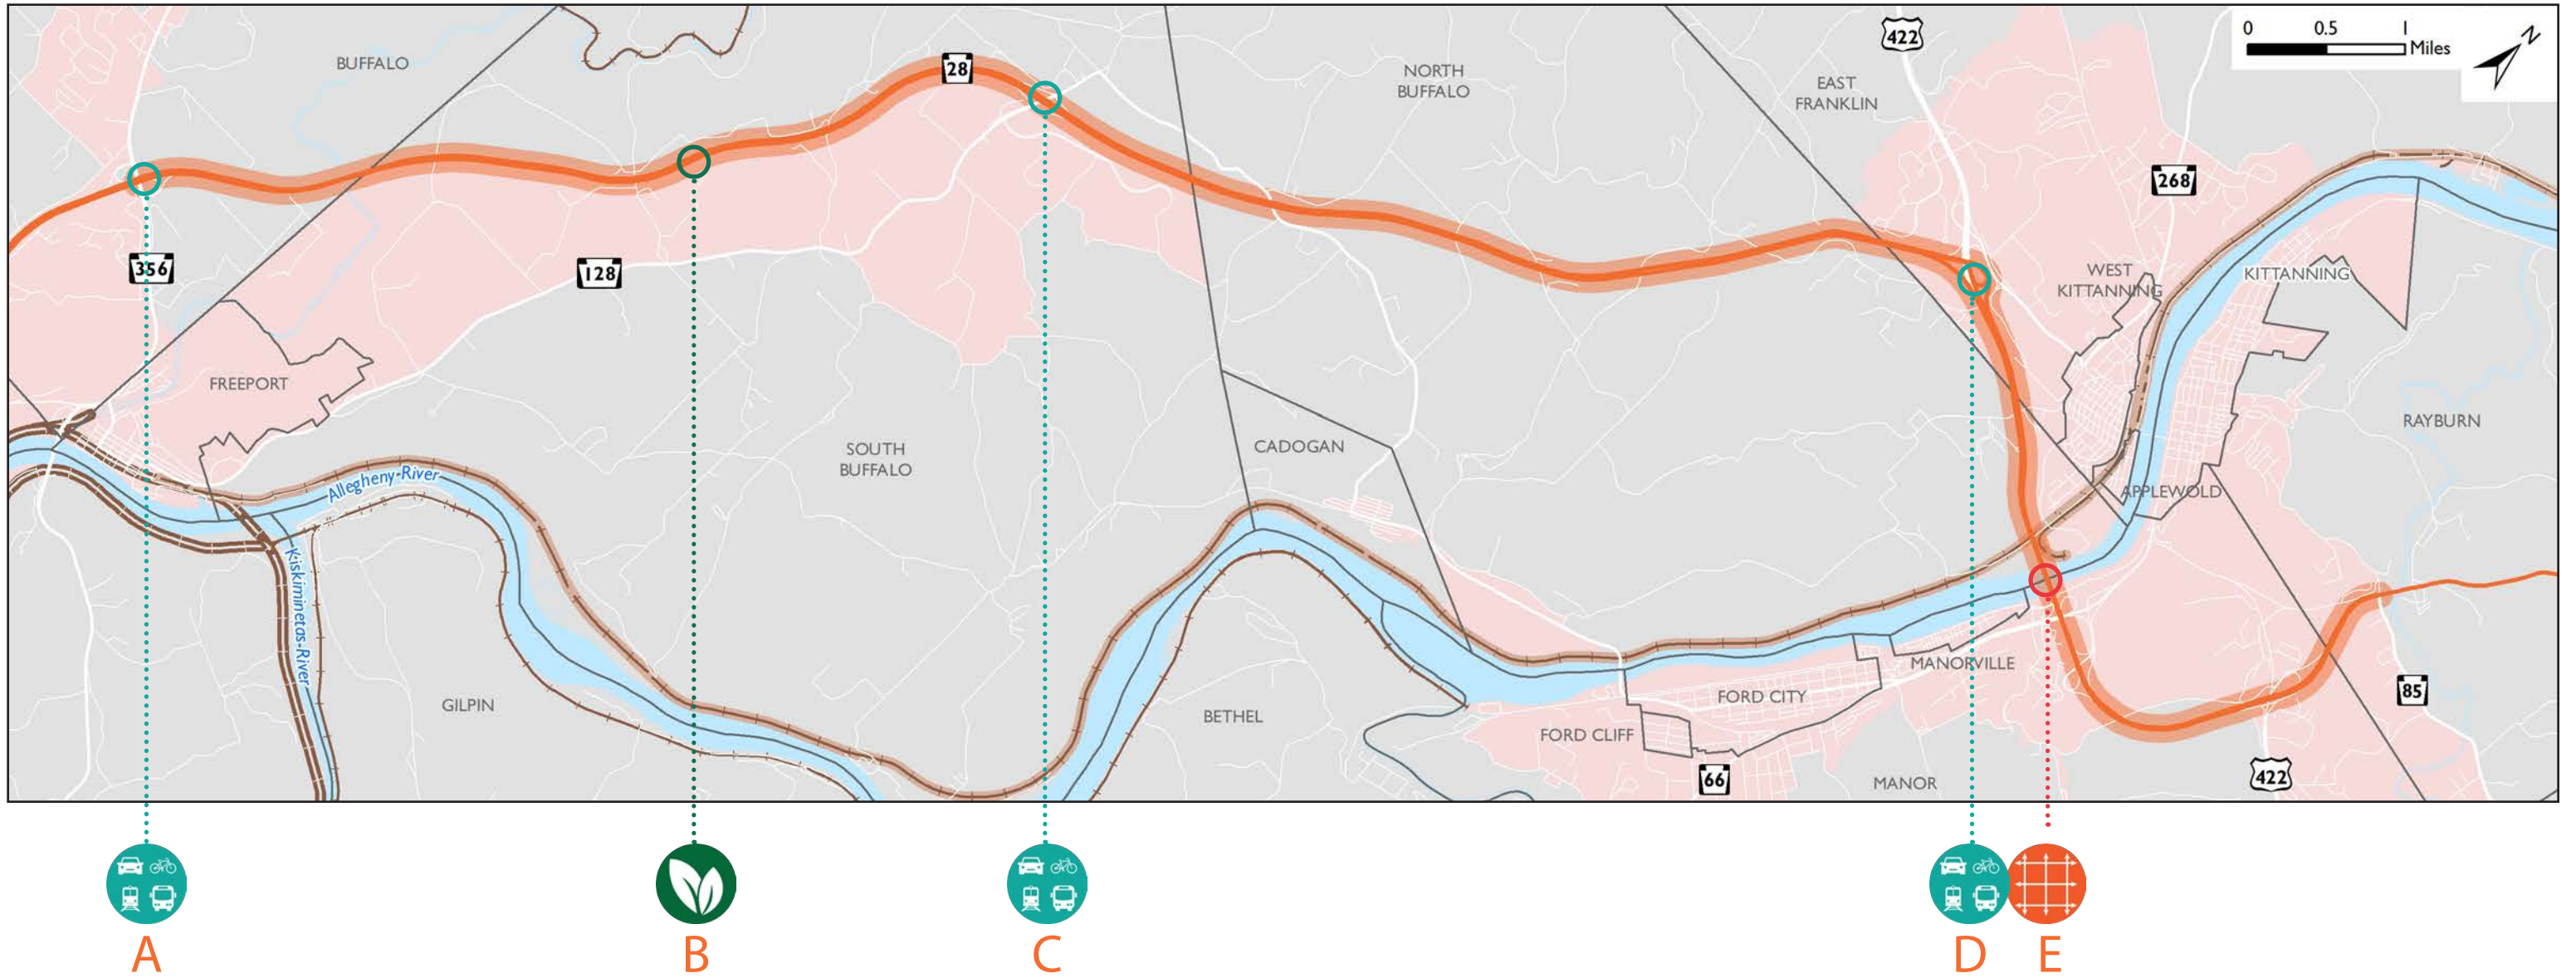 BUFFALO
28
NORTH
BUFFALO
EAST
FRANKLIN
422
0 0.5 1
Miles
N
356
128
268
WEST
KITTANNING
KITTANNING
FREEPORT
SOUTH
BUFFALO
CADOGAN
RAYBURN
Allegheny River
APPLEWOLD
Kiskiminetas River
GILPIN
BETHEL
MANORVILLE
FORD CITY
FORD CLIFF
85
66
MANOR
422
A
B
C
D
E